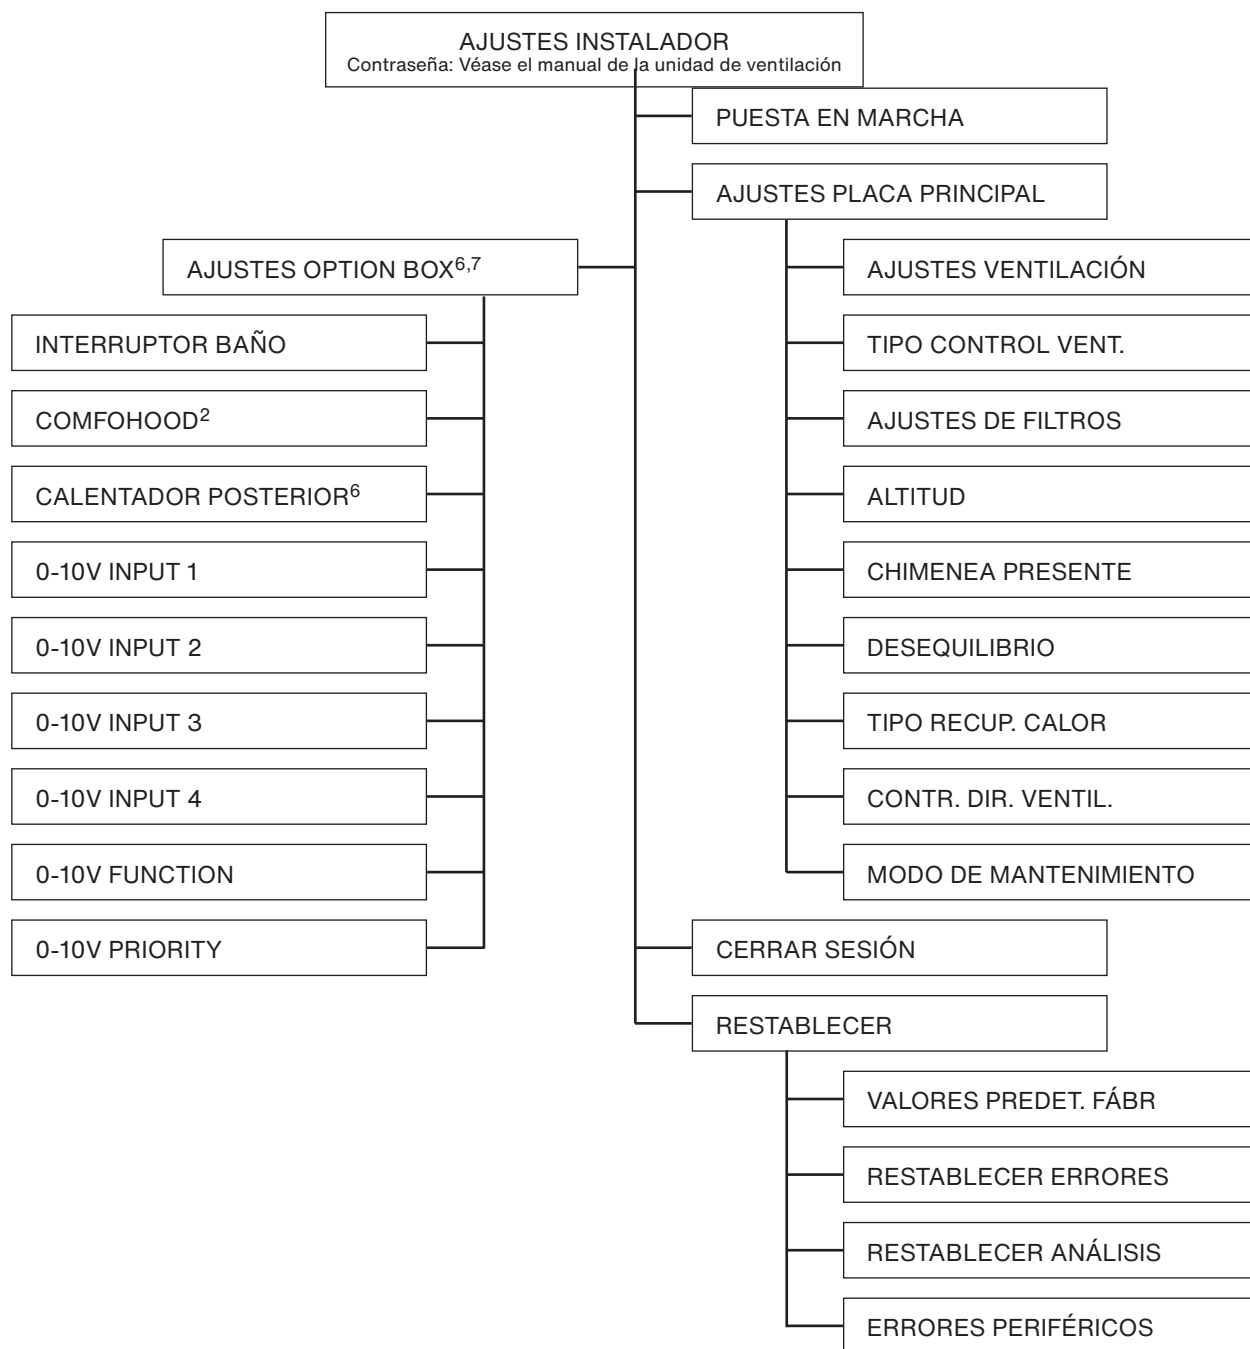 AJUSTES INSTALADOR
Contraseña: Véase el manual de la unidad de ventilación
PUESTA EN MARCHA
AJUSTES PLACA PRINCIPAL
AJUSTES OPTION BOX6,7
AJUSTES VENTILACIÓN
INTERRUPTOR BAÑO
TIPO CONTROL VENT.
COMFOHOOD2
AJUSTES DE FILTROS
CALENTADOR POSTERIOR6
ALTITUD
0-10V INPUT 1
CHIMENEA PRESENTE
0-10V INPUT 2
DESEQUILIBRIO
0-10V INPUT 3
TIPO RECUP. CALOR
0-10V INPUT 4
CONTR. DIR. VENTIL.
0-10V FUNCTION
MODO DE MANTENIMIENTO
0-10V PRIORITY
CERRAR SESIÓN
RESTABLECER
VALORES PREDET. FÁBR
RESTABLECER ERRORES
RESTABLECER ANÁLISIS
ERRORES PERIFÉRICOS